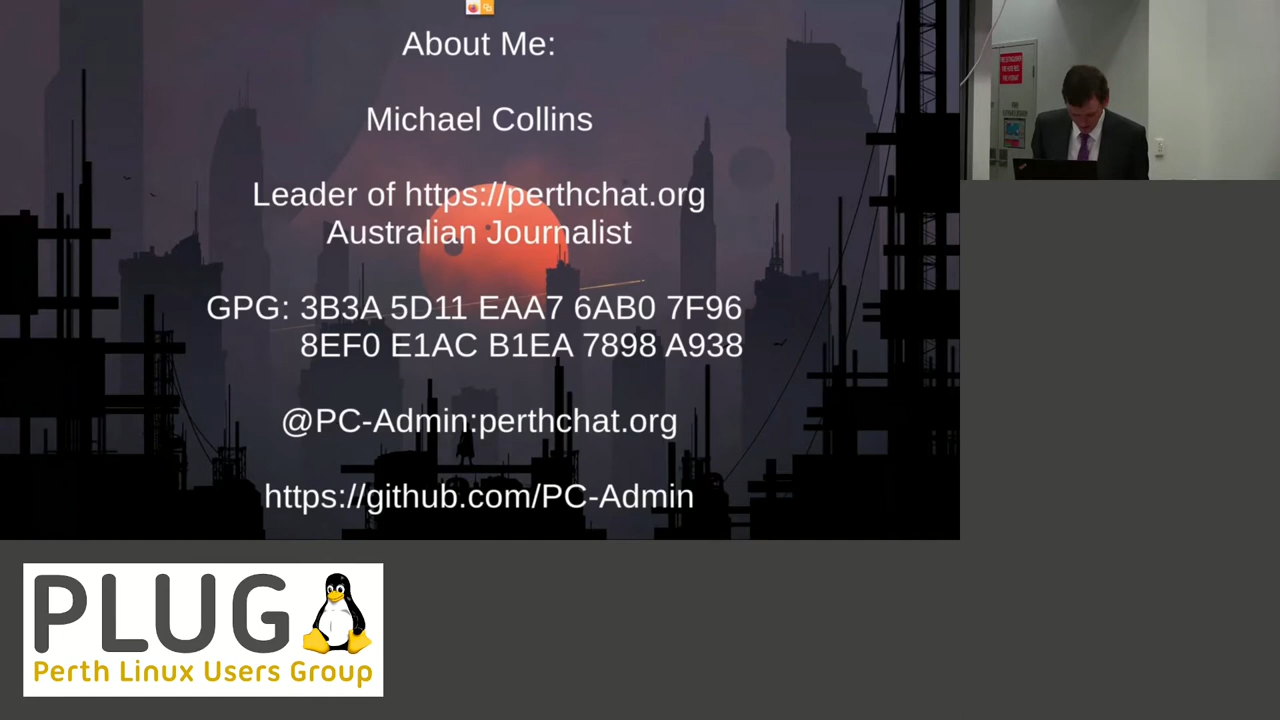 About Me:
Michael Collins
Leader of https://perthchat.org
Australian Journalist
GPG: 3B3A 5D11 EAA7 6AB0 7F96
8EF0 E1AC B1EA 7898 A938
@PC-Admin:perthchat.org
https://github.com/PC-Admin
PLUG
Perth Linux Users Group